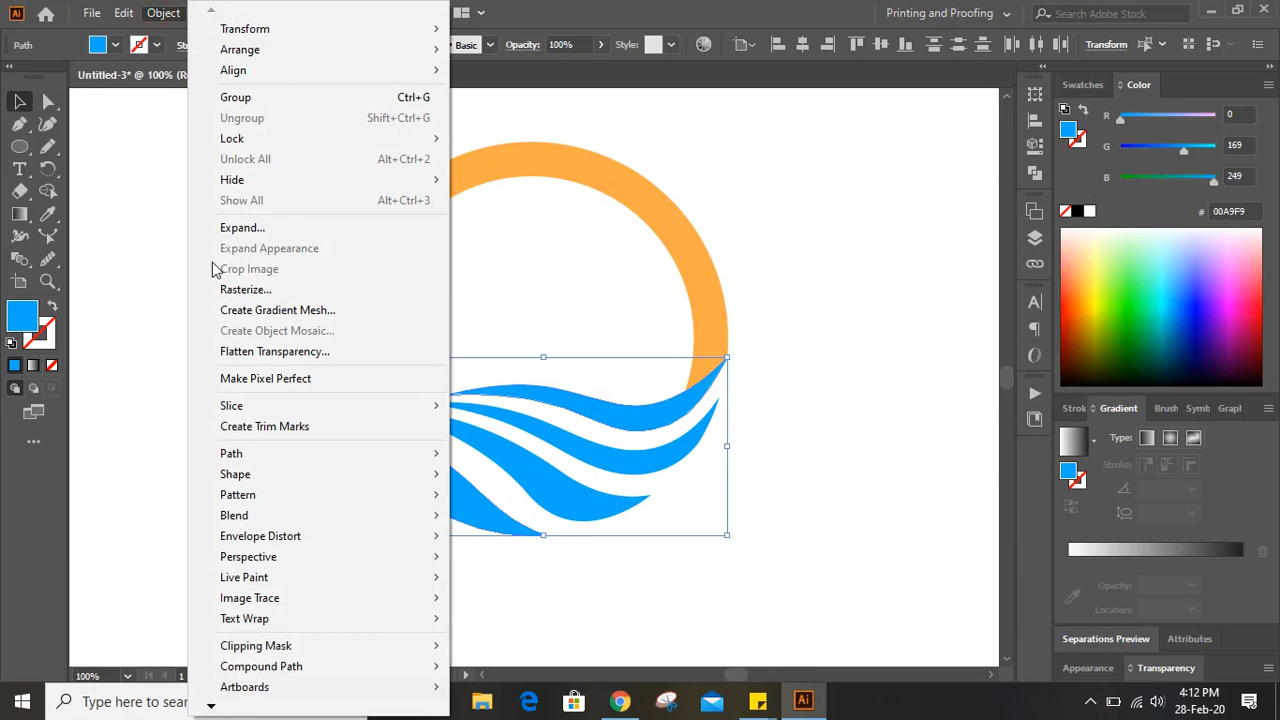 Ai File Edit Object Printing and Proofing Search Adobe Stock
Path Basic Opacity: 100% Style: Transform
Untitled-3* @ 100% (R
Transform
Arrange
Align
Group Ctrl+G
Ungroup Shift+Ctrl+G
Lock
Unlock All Alt+Ctrl+2
Hide
Show All Alt+Ctrl+3
Expand...
Expand Appearance
Crop Image
Rasterize...
Create Gradient Mesh...
Create Object Mosaic...
Flatten Transparency...
Make Pixel Perfect
Slice
Create Trim Marks
Path
Shape
Pattern
Blend
Envelope Distort
Perspective
Live Paint
Image Trace
Text Wrap
Clipping Mask
Compound Path
Artboards
Swatches Color
R 0
G 169
B 249
# 00A9F9
Strok Gradient Brush Symb Grapl
Type:
Stroke:
Opacity:
Location:
Separations Preview Attributes
Appearance Transparency
100% 1
Type here to sear
Ai
4:12 PM
28-Feb-20